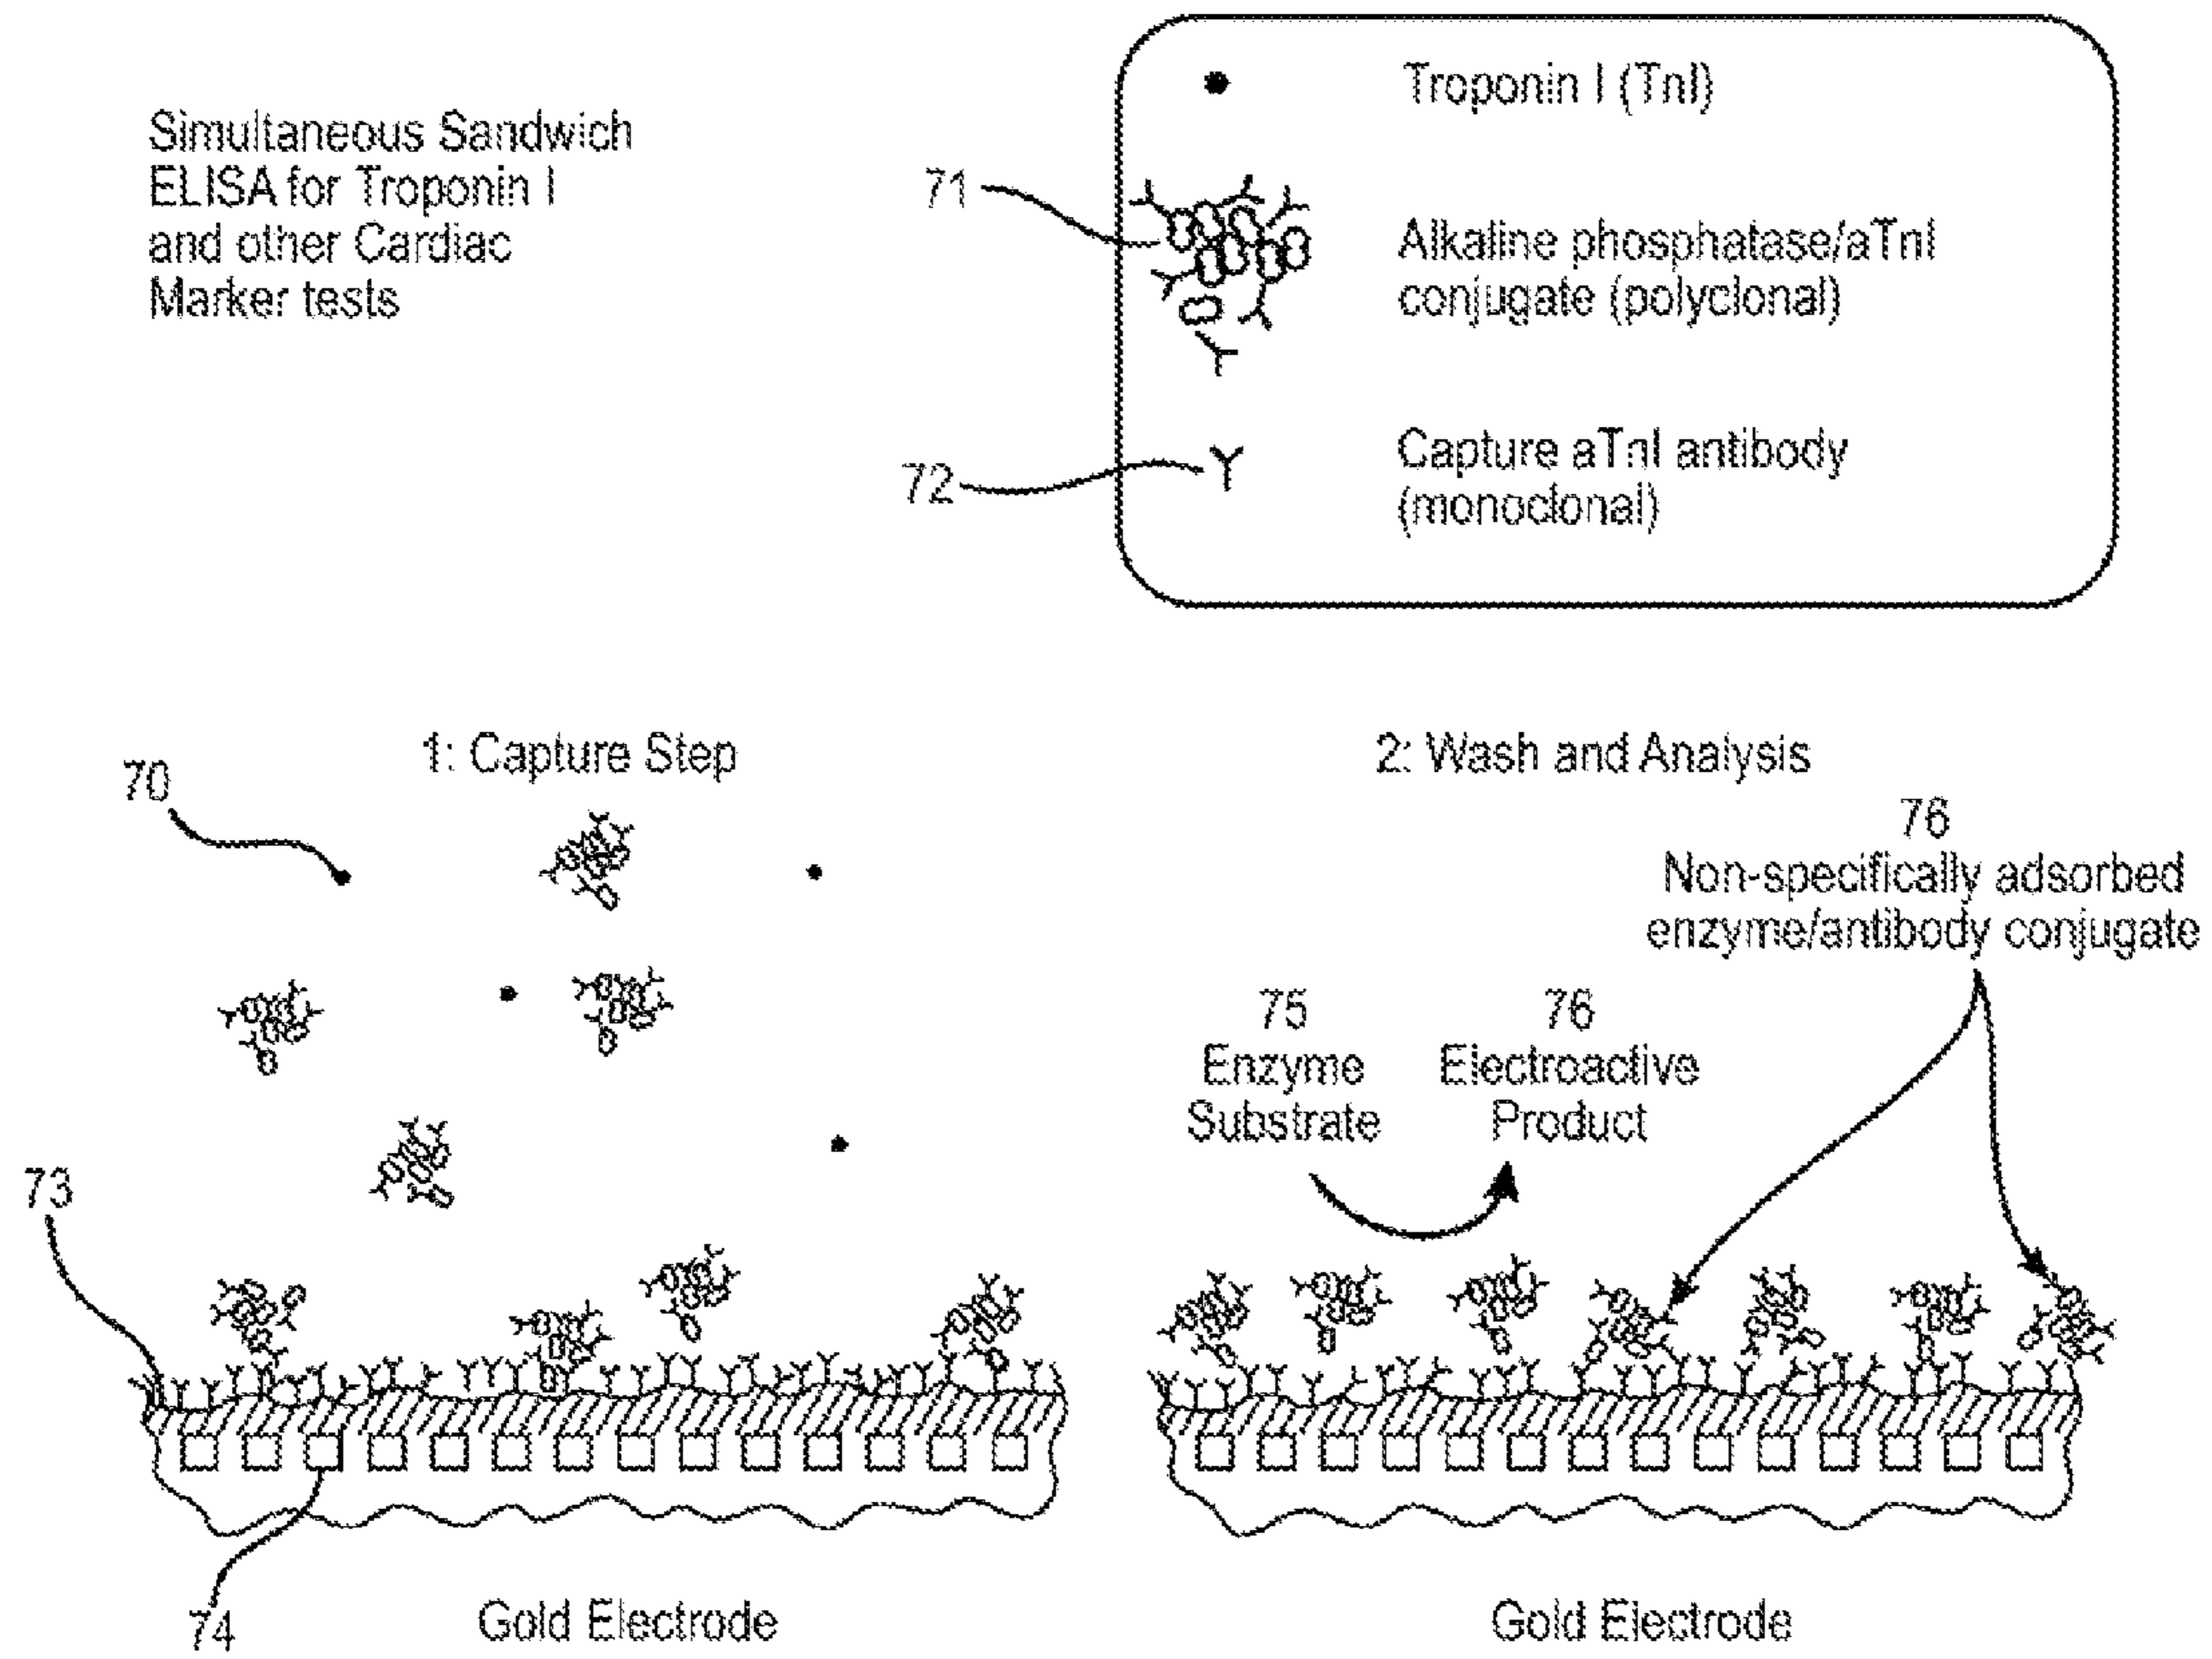 Simultaneous Sandwich
ELISA for Troponin I
and other Cardiac
Marker tests
Troponin I (TnI)
71
Alkaline phosphatase/aTnI
conjugate (polyclonal)
72
Capture aTnI antibody
(monoclonal)
1: Capture Step
70
73
74
Gold Electrode
2: Wash and Analysis
76
Non-specifically adsorbed
enzyme/antibody conjugate
75
Enzyme
Substrate
76
Electroactive
Product
Gold Electrode